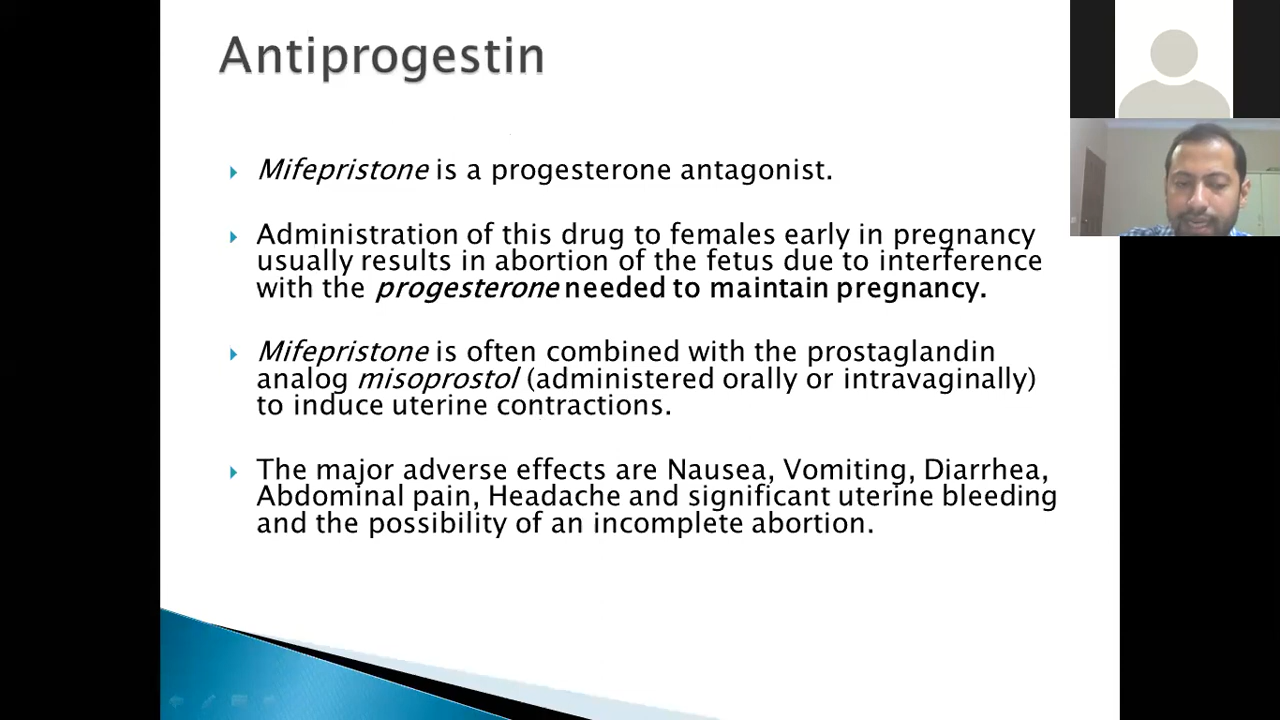 Antiprogestin
Mifepristone is a progesterone antagonist.
Administration of this drug to females early in pregnancy
usually results in abortion of the fetus due to interference
with the progesterone needed to maintain pregnancy.
Mifepristone is often combined with the prostaglandin
analog misoprostol (administered orally or intravaginally)
to induce uterine contractions.
The major adverse effects are Nausea, Vomiting, Diarrhea,
Abdominal pain, Headache and significant uterine bleeding
and the possibility of an incomplete abortion.